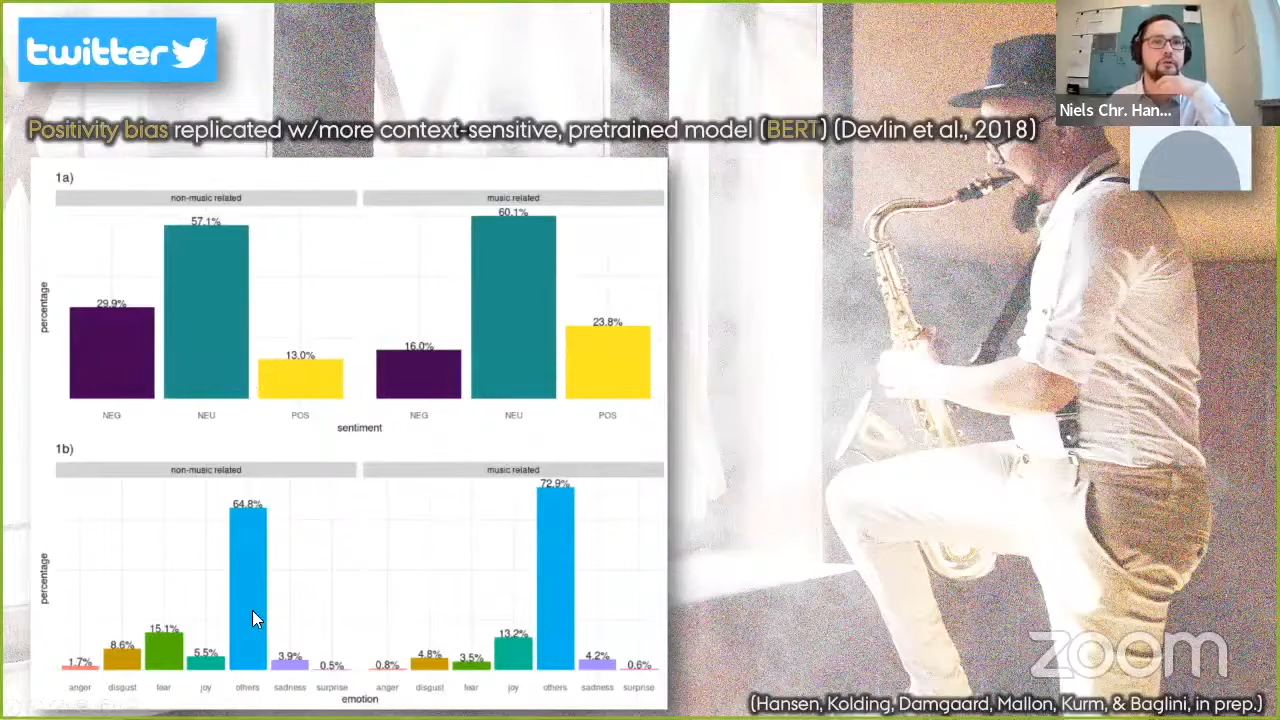 twitter
Niels Chr. Han...
Positivity bias replicated w/more context-sensitive, pretrained model (BERT) (Devlin et al., 2018)
1a)
non-music related
music related
57.1%
60.1%
29.9%
23.8%
13.0%
16.0%
percentage
NEG NEU POS NEG NEU POS
sentiment
1b)
non-music related
music related
64.8%
72.9%
1.7% 8.6% 15.1% 5.5% 3.9% 0.5%
0.8% 4.8% 3.5% 13.2% 4.2% 0.6%
percentage
anger disgust fear joy others sadness surprise anger disgust fear joy others sadness surprise
emotion
zoom
(Hansen, Kolding, Damgaard, Mallon, Kurm, & Baglini, in prep.)